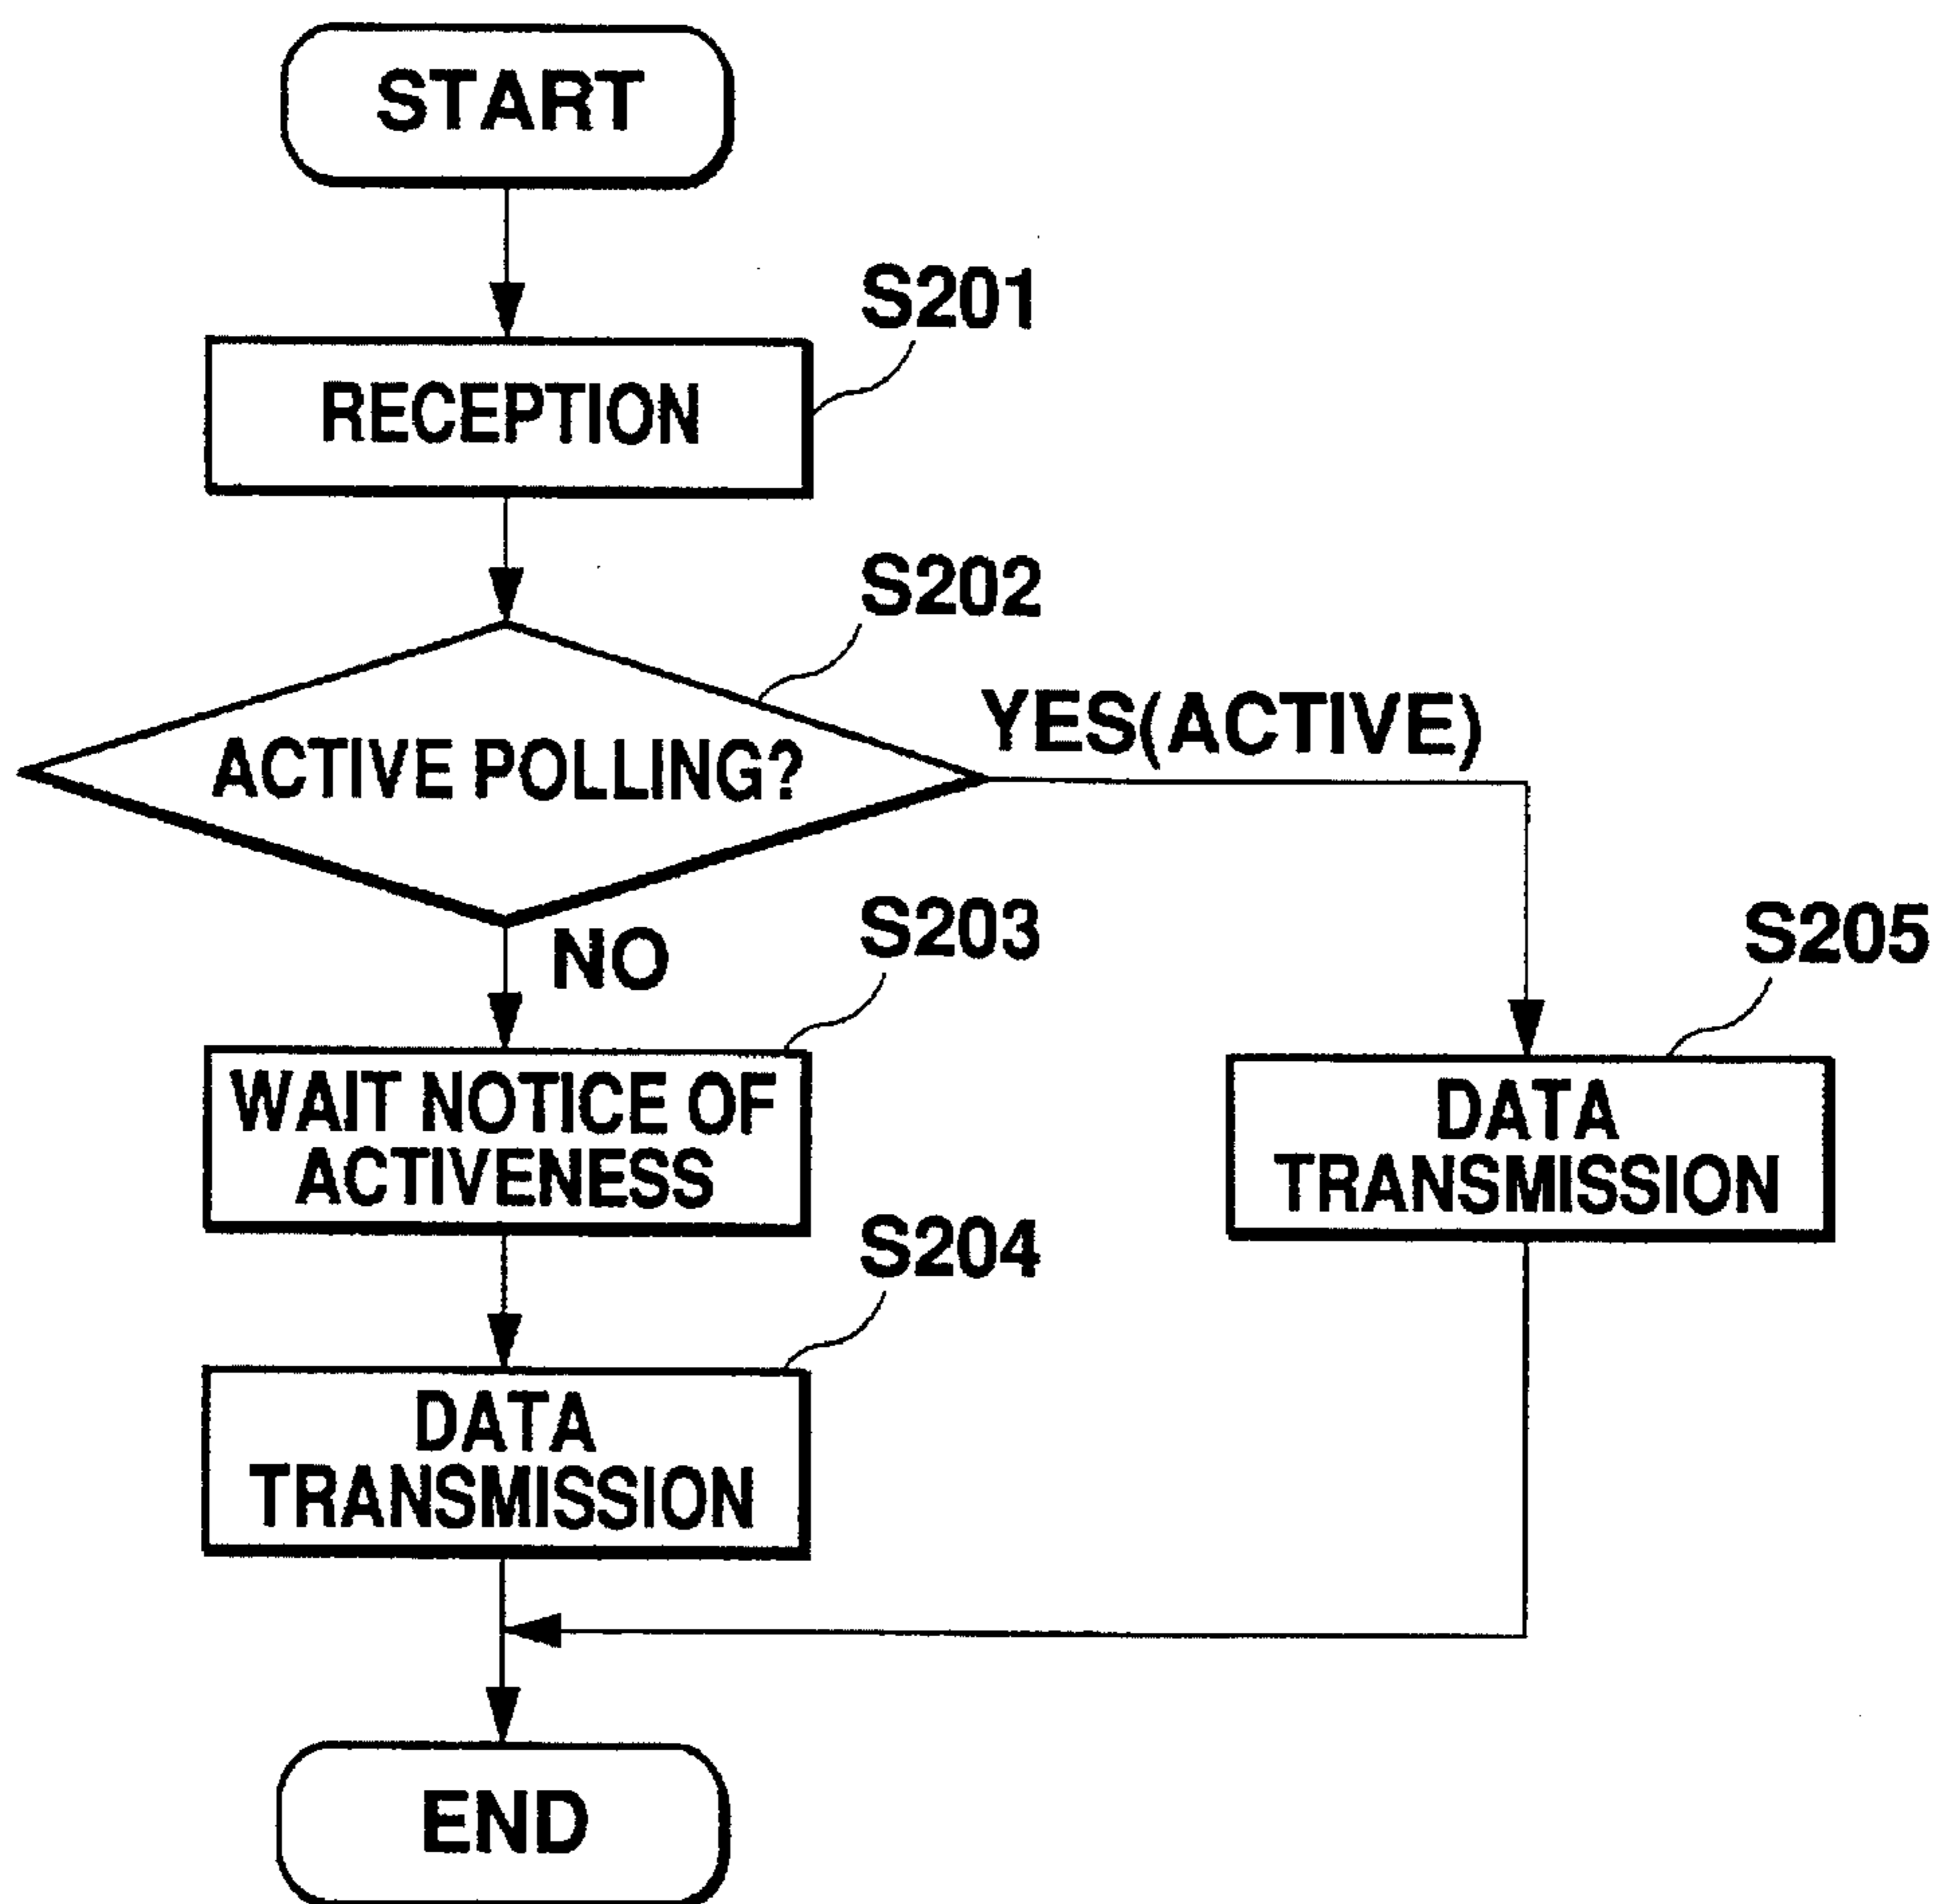 START
S201
RECEPTION
S202
YES(ACTIVE)
ACTIVE POLLING?
NO
S203
S205
WAIT NOTICE OF
ACTIVENESS
DATA
TRANSMISSION
S204
DATA
TRANSMISSION
END